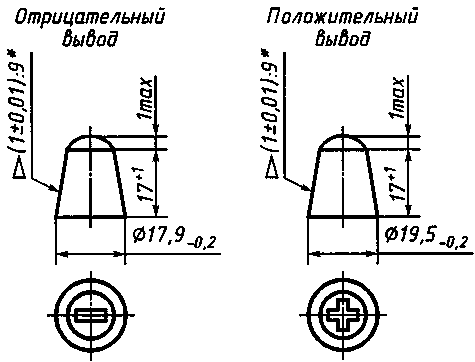 Отрицательный
вывод
(1±0,01):9*
1max
17+1
Ø17,9-0,2
Положительный
вывод
(1±0,01):9*
1max
17+1
Ø19,5-0,2